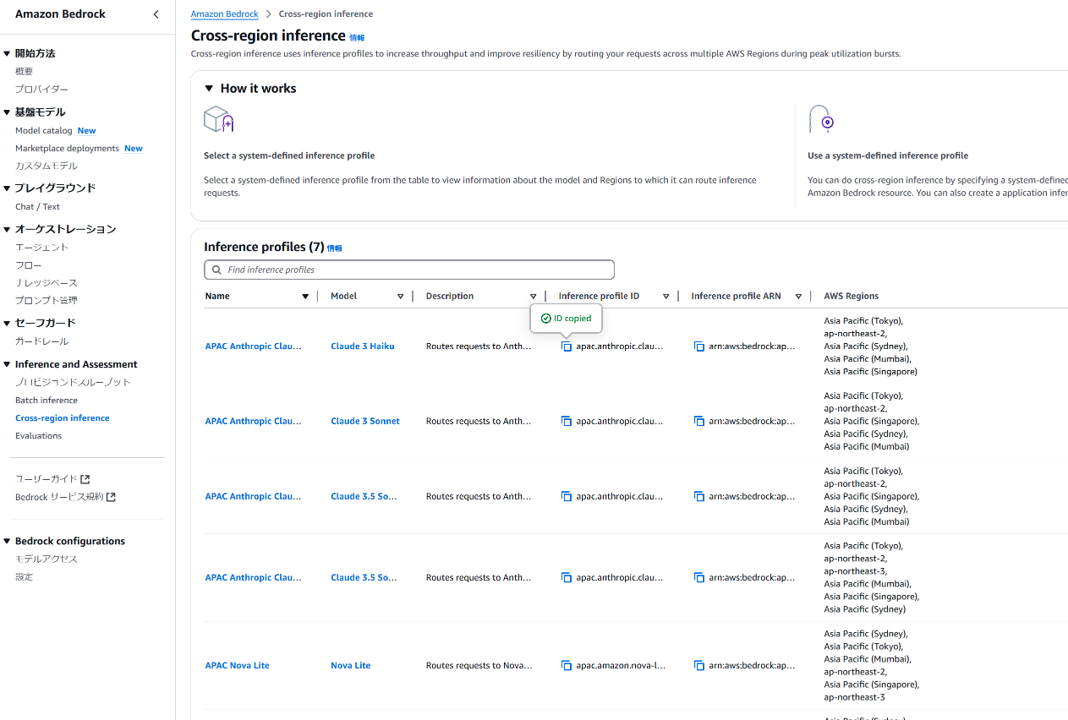 Amazon Bedrock
開始方法
概要
プロバイダー
基盤モデル
Model catalog New
Marketplace deployments New
カスタムモデル
プレイグラウンド
Chat / Text
オーケストレーション
エージェント
フロー
ナレッジベース
プロンプト管理
セーフガード
ガードレール
Inference and Assessment
プロビジョンドスループット
Batch inference
Cross-region inference
Evaluations
ユーザーガイド
Bedrock サービス規約
Bedrock configurations
モデルアクセス
設定
Amazon Bedrock > Cross-region inference
Cross-region inference 情報
Cross-region inference uses inference profiles to increase throughput and improve resiliency by routing your requests across multiple AWS Regions during peak utilization bursts.
How it works
Select a system-defined inference profile
Select a system-defined inference profile from the table to view information about the model and Regions to which it can route inference
requests.
Use a system-defined inference profile
You can do cross-region inference by specifying a system-defined
Amazon Bedrock resource. You can also create a application infer
Inference profiles (7) 情報
Find inference profiles
Name Model Description Inference profile ID Inference profile ARN AWS Regions
ID copied
APAC Anthropic Clau... Claude 3 Haiku Routes requests to Anth... apac.anthropic.clau... arn:aws:bedrock:ap...
Asia Pacific (Tokyo),
ap-northeast-2,
Asia Pacific (Sydney),
Asia Pacific (Mumbai),
Asia Pacific (Singapore)
APAC Anthropic Clau... Claude 3 Sonnet Routes requests to Anth... apac.anthropic.clau... arn:aws:bedrock:ap...
Asia Pacific (Tokyo),
ap-northeast-2,
Asia Pacific (Singapore),
Asia Pacific (Sydney),
Asia Pacific (Mumbai)
APAC Anthropic Clau... Claude 3.5 So... Routes requests to Anth... apac.anthropic.clau... arn:aws:bedrock:ap...
Asia Pacific (Tokyo),
ap-northeast-2,
Asia Pacific (Singapore),
Asia Pacific (Sydney),
Asia Pacific (Mumbai)
APAC Anthropic Clau... Claude 3.5 So... Routes requests to Anth... apac.anthropic.clau... arn:aws:bedrock:ap...
Asia Pacific (Tokyo),
ap-northeast-2,
ap-northeast-3,
Asia Pacific (Mumbai),
Asia Pacific (Singapore),
Asia Pacific (Sydney)
APAC Nova Lite Nova Lite Routes requests to Nova... apac.amazon.nova-l... arn:aws:bedrock:ap...
Asia Pacific (Sydney),
Asia Pacific (Tokyo),
Asia Pacific (Mumbai),
ap-northeast-2,
Asia Pacific (Singapore),
ap-northeast-3